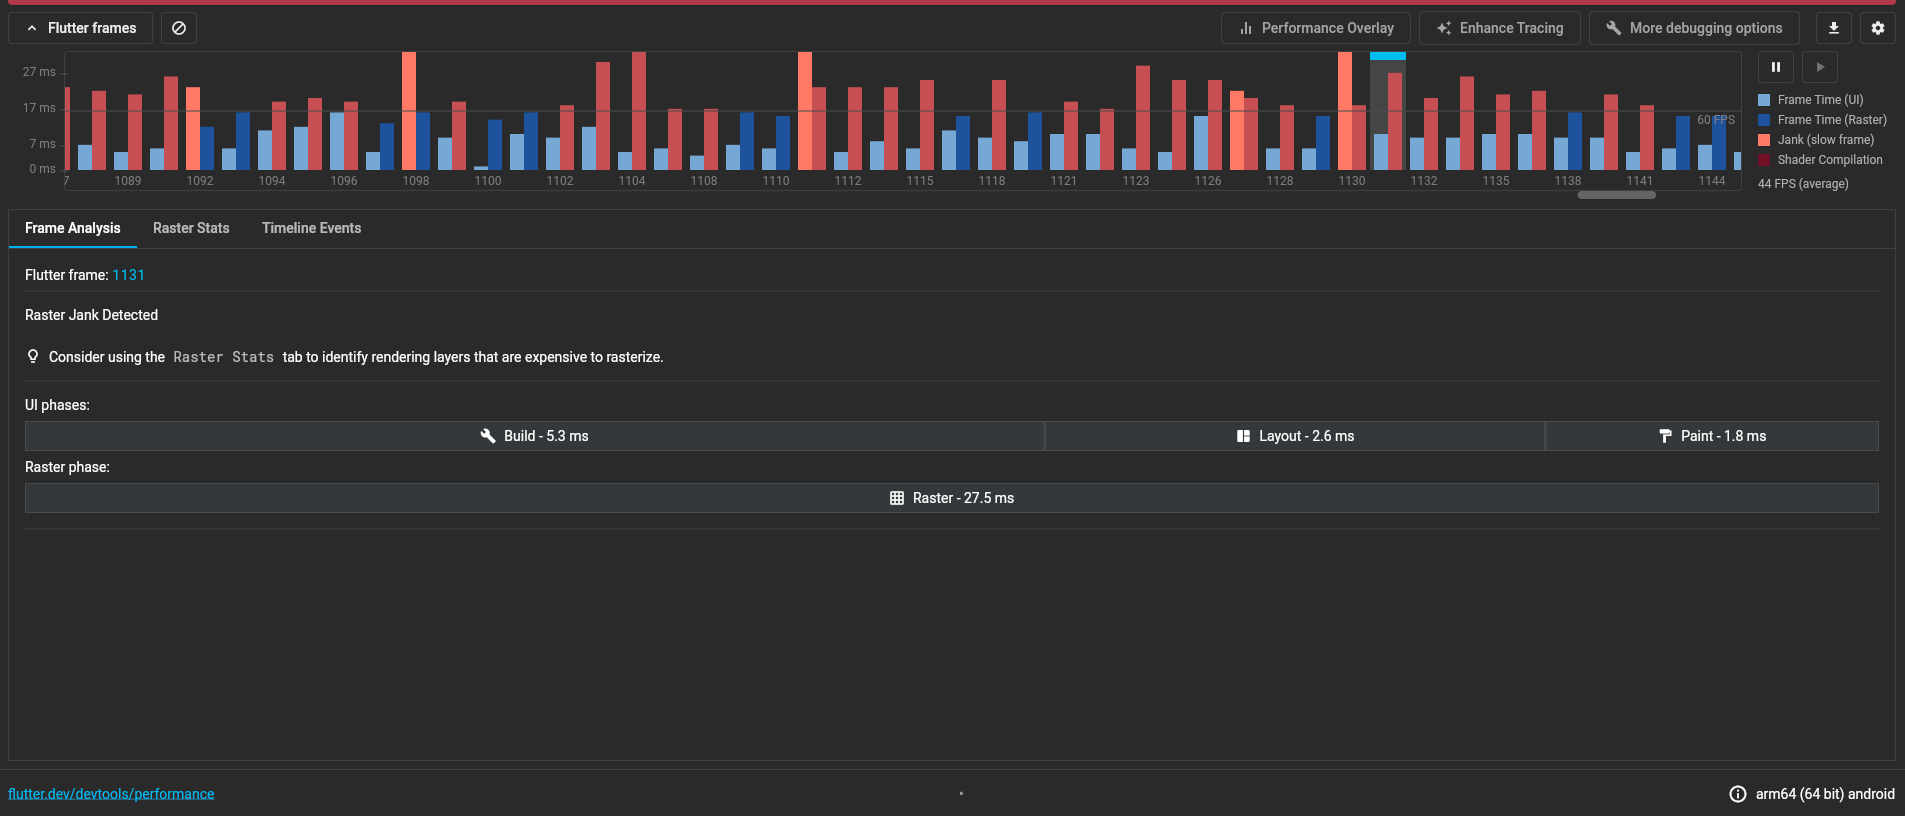 Flutter frames
Performance Overlay
Enhance Tracing
More debugging options
27 ms
17 ms
7 ms
0 ms
60 FPS
7 1089 1092 1094 1096 1098 1100 1102 1104 1108 1110 1112 1115 1118 1121 1123 1126 1128 1130 1132 1135 1138 1141 1144
Frame Time (UI)
Frame Time (Raster)
Jank (slow frame)
Shader Compilation
44 FPS (average)
Frame Analysis Raster Stats Timeline Events
Flutter frame: 1131
Raster Jank Detected
Consider using the Raster Stats tab to identify rendering layers that are expensive to rasterize.
UI phases:
Build - 5.3 ms Layout - 2.6 ms Paint - 1.8 ms
Raster phase:
Raster - 27.5 ms
flutter.dev/devtools/performance • arm64 (64 bit) android